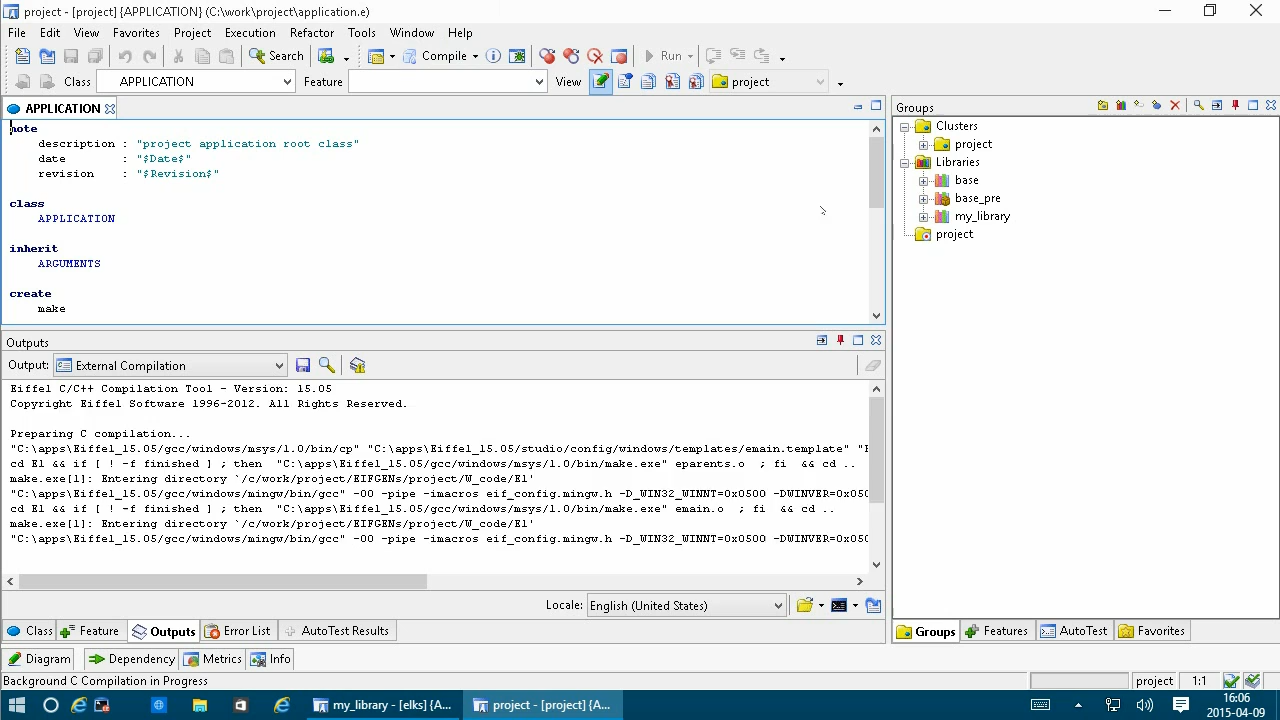 project - [project] {APPLICATION} (C:\work\project\application.e)
File Edit View Favorites Project Execution Refactor Tools Window Help
Search Compile Run
Class APPLICATION Feature View project
APPLICATION
note
description : "project application root class"
date : "$Date$"
revision : "$Revision$"
class
APPLICATION
inherit
ARGUMENTS
create
make
Groups
Clusters
project
Libraries
base
base_pre
my_library
project
Outputs
Output: External Compilation
Eiffel C/C++ Compilation Tool - Version: 15.05
Copyright Eiffel Software 1996-2012. All Rights Reserved.
Preparing C compilation...
"C:\apps\Eiffel_15.05/gcc/windows/msys/1.0/bin/cp" "C:\apps\Eiffel_15.05/studio/config/windows/templates/emain.template"
cd E1 && if [ ! -f finished ] ; then "C:\apps\Eiffel_15.05/gcc/windows/msys/1.0/bin/make.exe" eparents.o ; fi && cd ..
make.exe[1]: Entering directory `/c/work/project/EIFGENs/project/W_code/E1'
"C:\apps\Eiffel_15.05/gcc/windows/mingw/bin/gcc" -O0 -pipe -imacros eif_config.mingw.h -D_WIN32_WINNT=0x0500 -DWINVER=0x050
cd E1 && if [ ! -f finished ] ; then "C:\apps\Eiffel_15.05/gcc/windows/msys/1.0/bin/make.exe" emain.o ; fi && cd ..
make.exe[1]: Entering directory `/c/work/project/EIFGENs/project/W_code/E1'
"C:\apps\Eiffel_15.05/gcc/windows/mingw/bin/gcc" -O0 -pipe -imacros eif_config.mingw.h -D_WIN32_WINNT=0x0500 -DWINVER=0x050
Locale: English (United States)
Class Feature Outputs Error List AutoTest Results
Groups Features AutoTest Favorites
Diagram Dependency Metrics Info
Background C Compilation in Progress project 1:1
my_library - [elks] {A... project - [project] {A...
16:06
2015-04-09